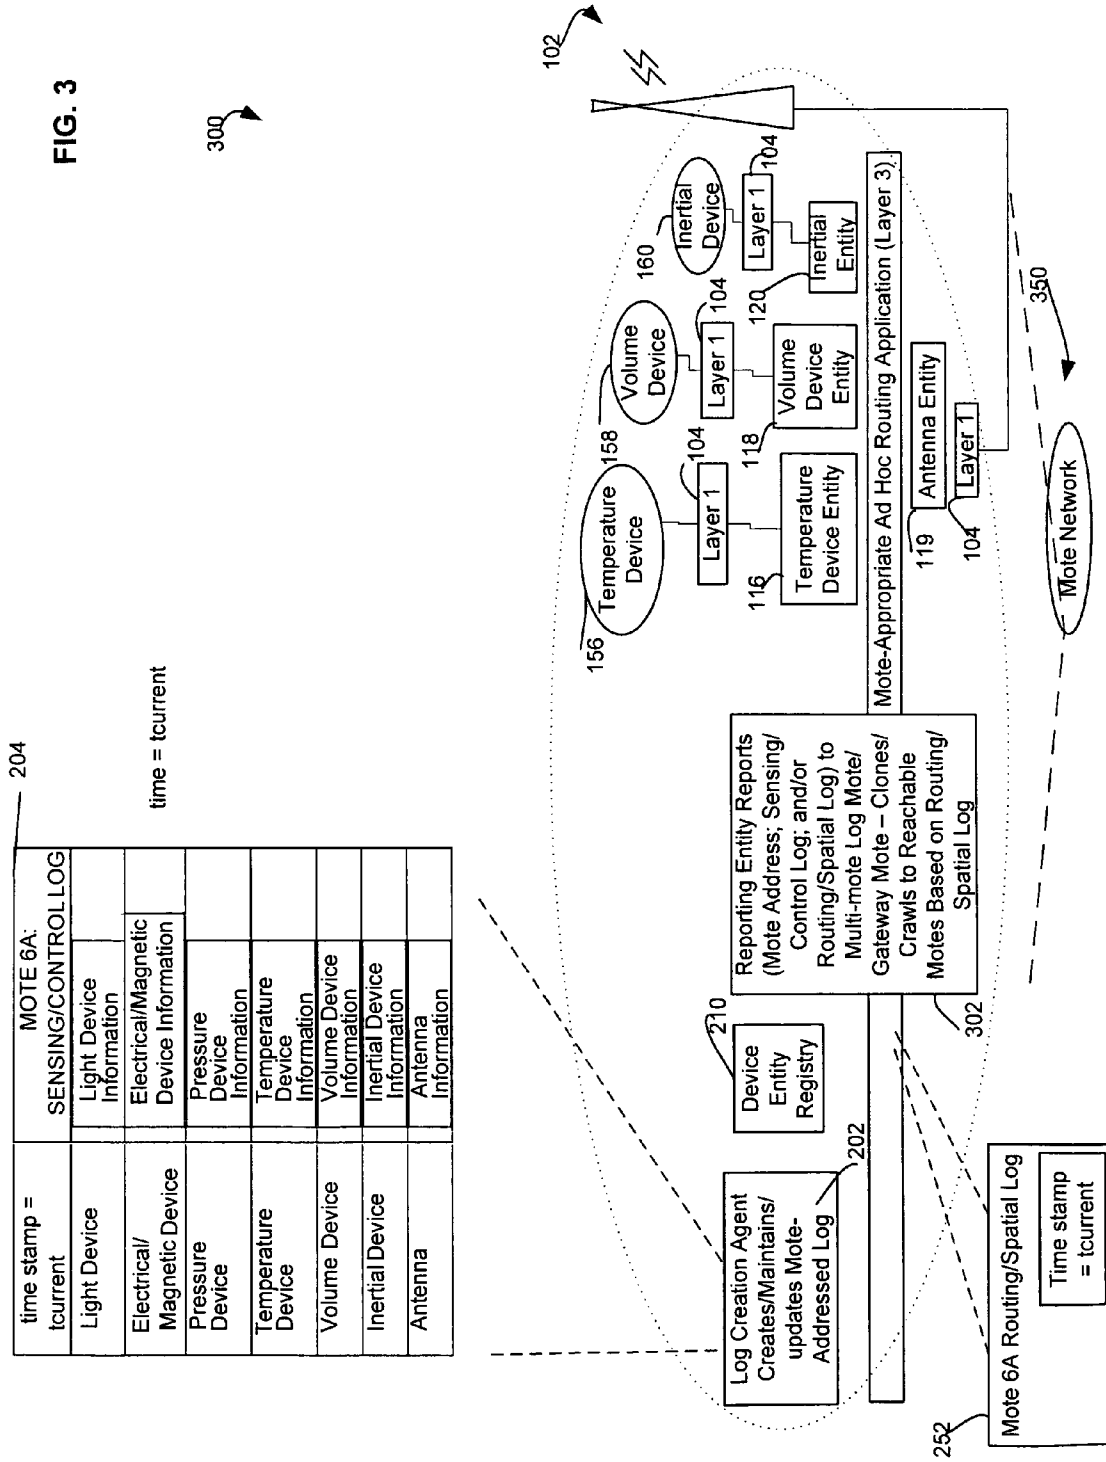 FIG. 3
300
204
MOTE 6A:
SENSING/CONTROL LOG
time stamp =
tcurrent
Light Device
Light Device
Information
Electrical/
Magnetic Device
Electrical/Magnetic
Device Information
Pressure
Device
Pressure
Device
Information
Temperature
Device
Temperature
Device
Information
Volume Device
Volume Device
Information
Inertial Device
Inertial Device
Information
Antenna
Antenna
Information
time = tcurrent
102
156
Temperature
Device
104
Layer 1
116
Temperature
Device Entity
158
Volume
Device
104
Layer 1
118
Volume
Device
Entity
160
Inertial
Device
104
Layer 1
120
Inertial
Entity
Log Creation Agent
Creates/Maintains/
updates Mote-
Addressed Log
202
210
Device
Entity
Registry
Reporting Entity Reports
(Mote Address; Sensing/
Control Log; and/or
Routing/Spatial Log) to
Multi-mote Log Mote/
Gateway Mote – Clones/
Crawls to Reachable
Motes Based on Routing/
Spatial Log
302
Mote-Appropriate Ad Hoc Routing Application (Layer 3)
119
Antenna Entity
104
Layer 1
350
Mote Network
252
Mote 6A Routing/Spatial Log
Time stamp
= tcurrent